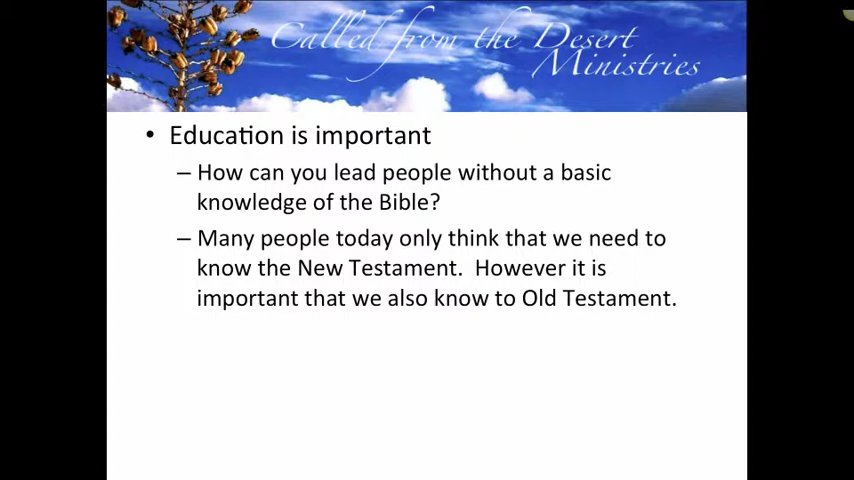 Called from the Desert
Ministries
• Education is important
– How can you lead people without a basic
knowledge of the Bible?
– Many people today only think that we need to
know the New Testament.  However it is
important that we also know to Old Testament.